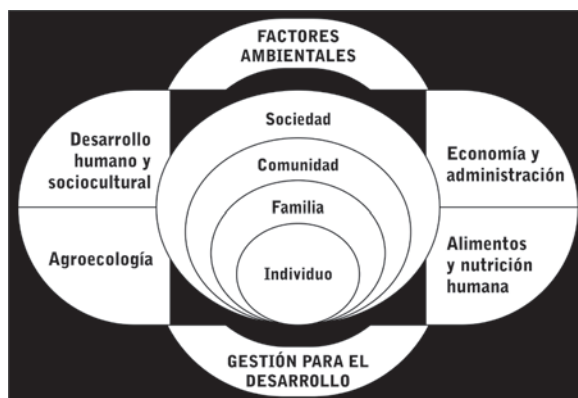 FACTORES
AMBIENTALES
Sociedad
Desarrollo
humano y
sociocultural
Comunidad
Economía y
administración
Familia
Agroecología
Individuo
Alimentos
y nutrición
humana
GESTIÓN PARA EL
DESARROLLO